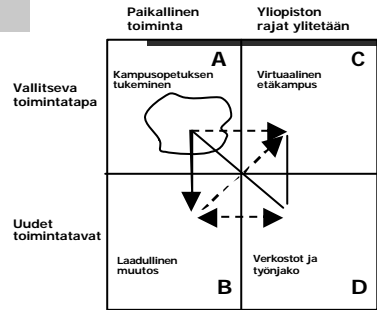 Paikallinen
toiminta
Yliopiston
rajat ylitetään
Vallitseva
toimintatapa
A
Kampusopetuksen
tukeminen
C
Virtuaalinen
etäkampus
Uudet
toimintatavat
Laadullinen
muutos
B
Verkostot ja
työnjako
D